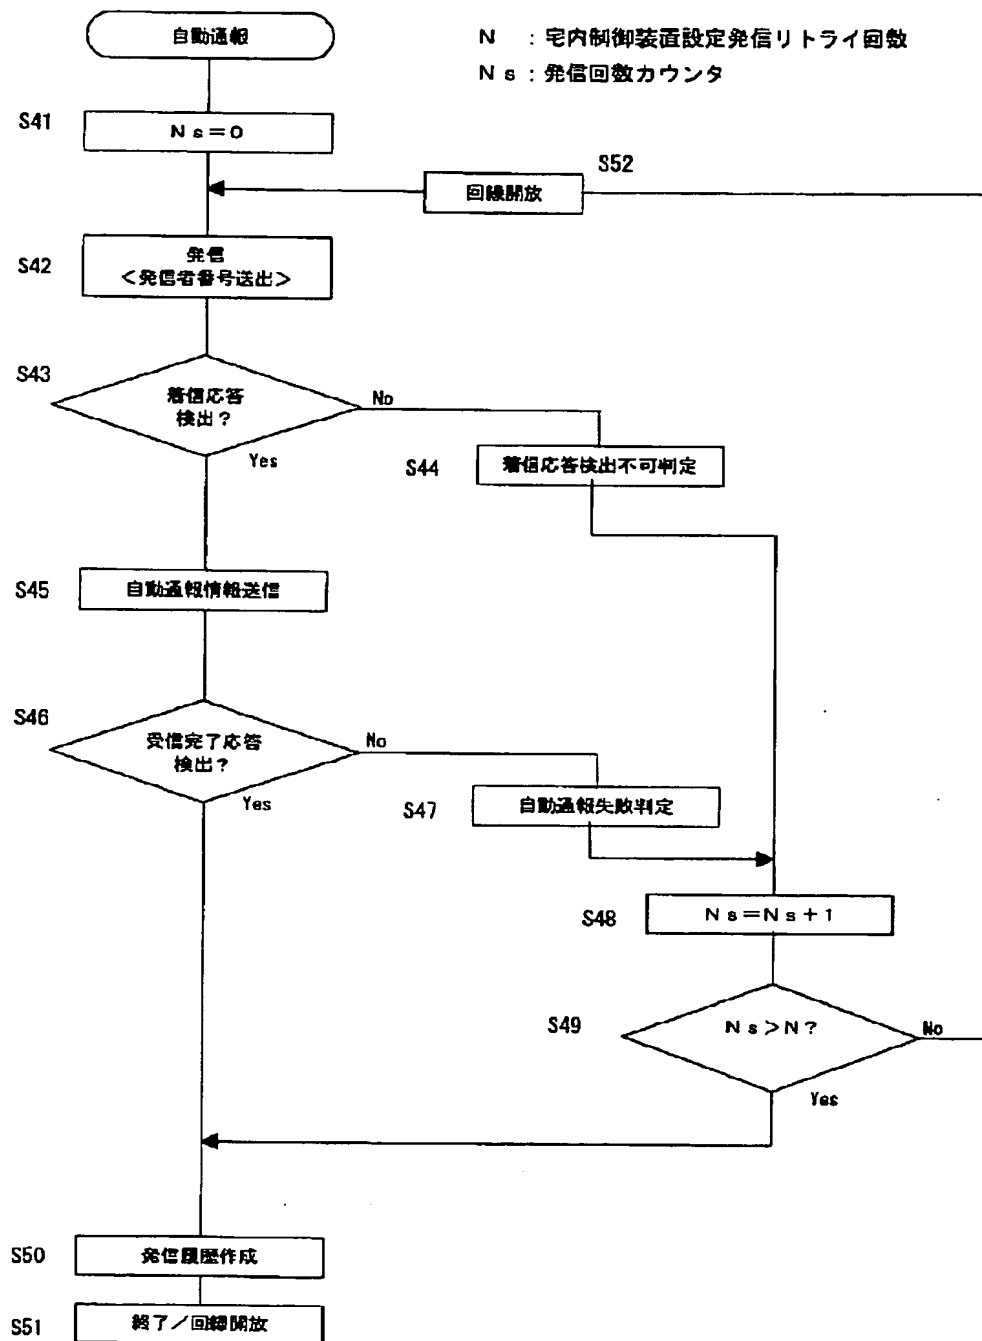 自動通報
N ：宅内制御装置設定発信リトライ回数
Ns：発信回数カウンタ
S41
Ns＝0
S52
回線開放
S42
発信
＜発信者番号送出＞
S43
着信応答
検出？
No
Yes
S44
着信応答検出不可判定
S45
自動通報情報送信
S46
受信完了応答
検出？
No
Yes
S47
自動通報失敗判定
S48
Ns＝Ns＋1
S49
Ns＞N？
No
Yes
S50
発信履歴作成
S51
終了／回線開放